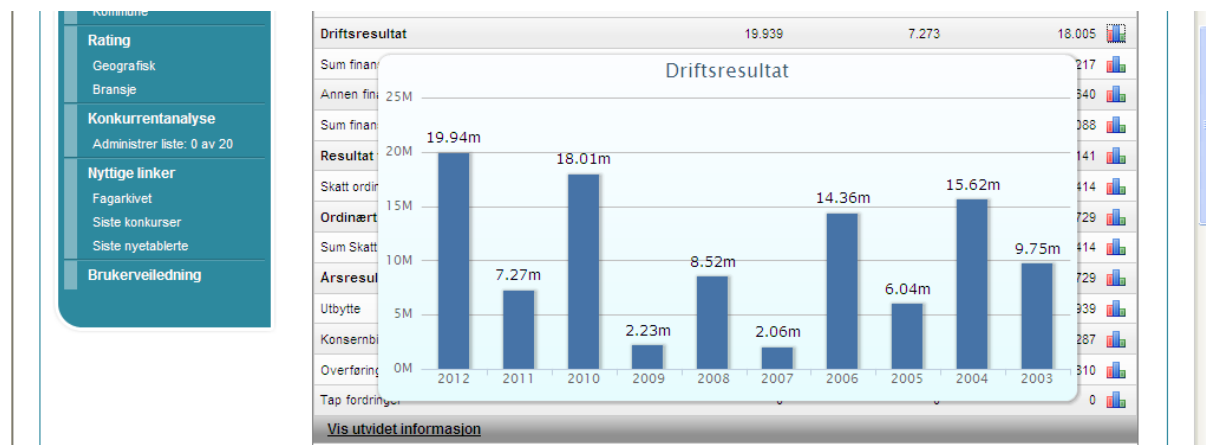 Kommune
Rating
Geografisk
Bransje
Konkurrentanalyse
Administrer liste: 0 av 20
Nyttige linker
Fagarkivet
Siste konkurser
Siste nyetablerte
Brukerveiledning
Driftsresultat 19.939 7.273 18.005
Sum finan 217
Annen fina 640
Sum finan 088
Resultat 141
Skatt ordin 414
Ordinært 729
Sum Skatt 414
Årsresul 729
Utbytte 939
Konsernbi 287
Overføring 810
Tap fordringer 0
Vis utvidet informasjon
Driftsresultat
25M
20M
15M
10M
5M
0M
19.94m 7.27m 18.01m 2.23m 8.52m 2.06m 14.36m 6.04m 15.62m 9.75m
2012 2011 2010 2009 2008 2007 2006 2005 2004 2003